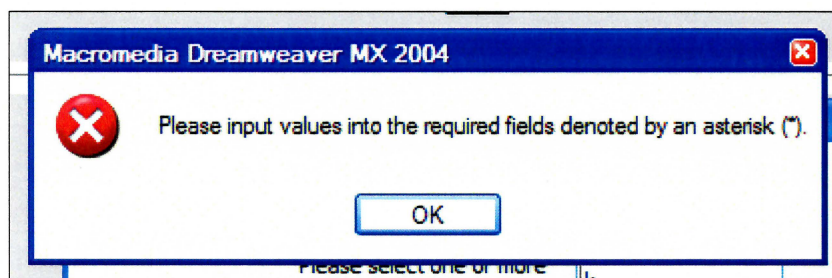 Macromedia Dreamweaver MX 2004
Please input values into the required fields denoted by an asterisk (*).
OK
Please select one or more